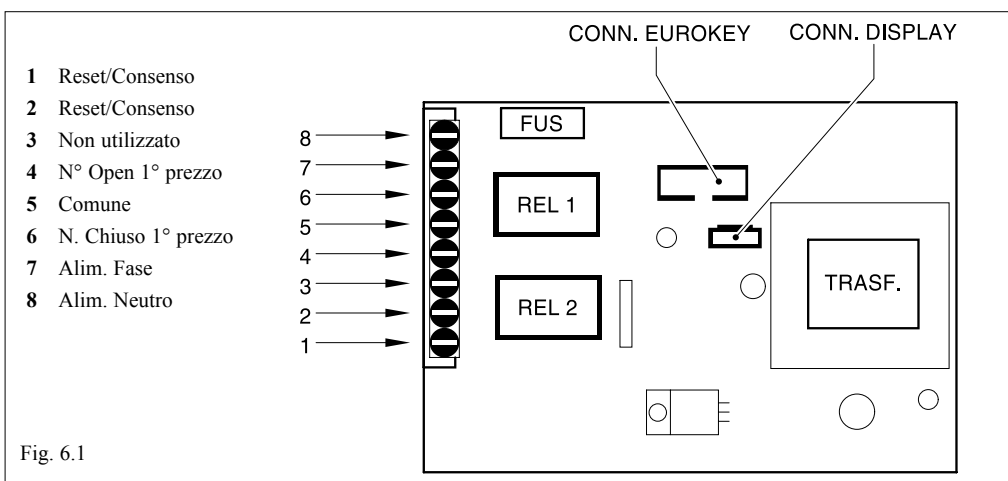 CONN. EUROKEY CONN. DISPLAY
1 Reset/Consenso
2 Reset/Consenso
3 Non utilizzato
4 N° Open 1° prezzo
5 Comune
6 N. Chiuso 1° prezzo
7 Alim. Fase
8 Alim. Neutro
8
7
6
5
4
3
2
1
FUS
REL 1
REL 2
TRASF.
Fig. 6.1